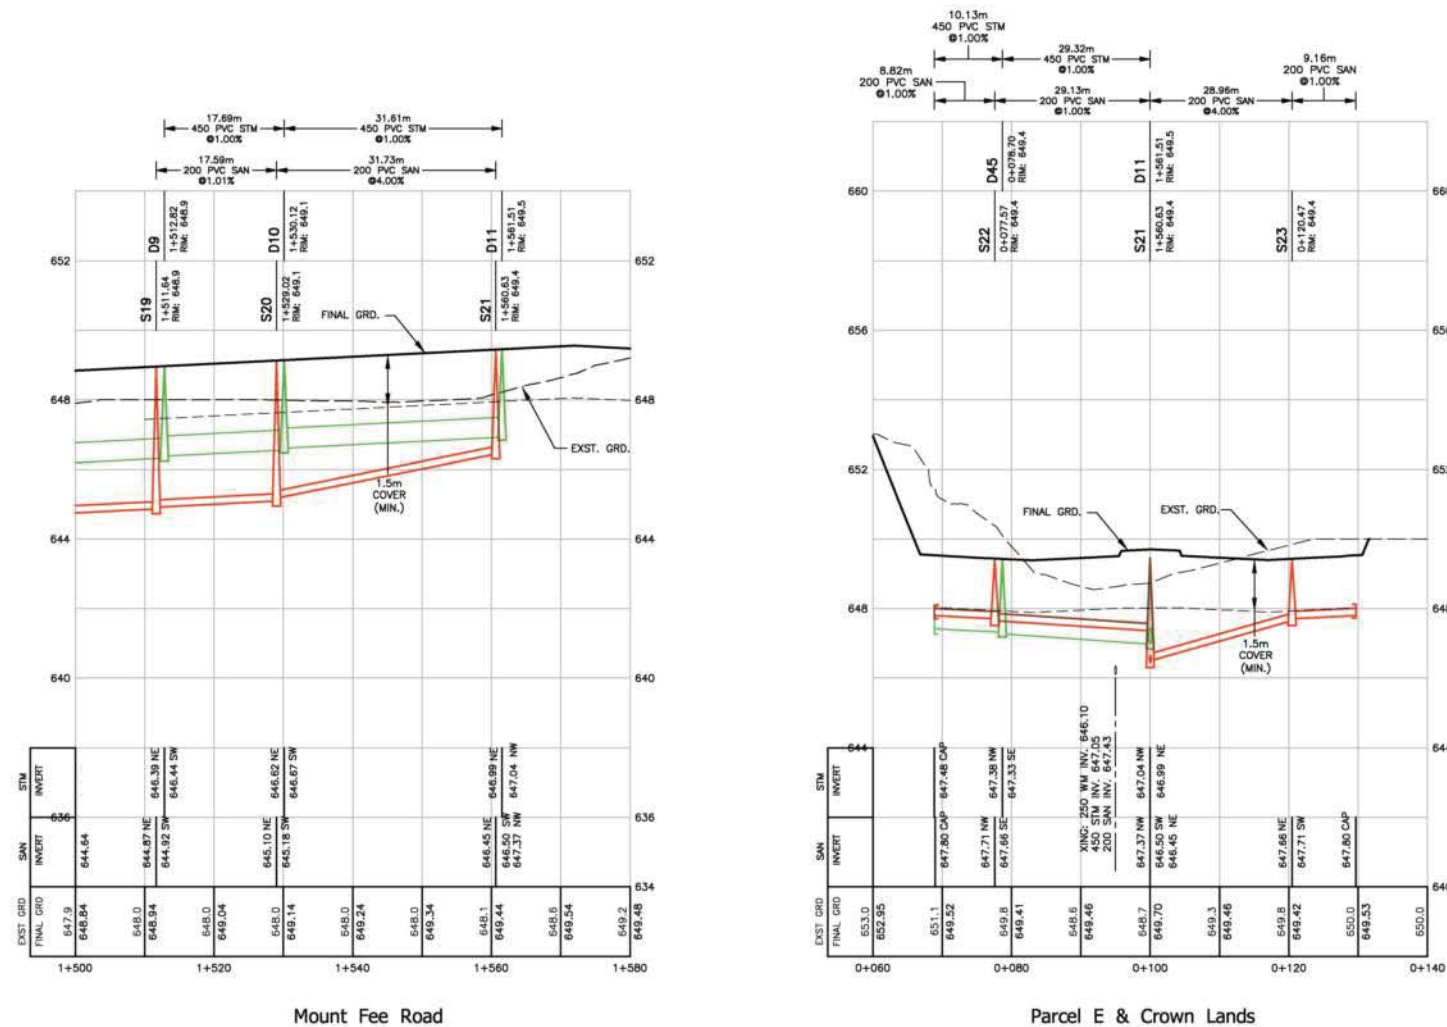 17.69m
450 PVC STM
@1.00%
31.61m
450 PVC STM
@1.00%
17.59m
200 PVC SAN
@1.01%
31.73m
200 PVC SAN
@4.00%
D9
1+512.82
RIM: 648.9
D10
1+530.12
RIM: 649.1
D11
1+561.51
RIM: 649.5
S19
1+511.64
RIM: 648.9
S20
1+529.02
RIM: 649.1
S21
1+560.63
RIM: 649.4
652
652
FINAL GRD.
648
648
EXST. GRD.
1.5m
COVER
(MIN.)
644
644
640
640
636
636
634
STM
INVERT
646.39 NE
646.44 SW
646.62 NE
646.67 SW
646.99 NE
647.04 NW
SAN
INVERT
644.64
644.87 NE
644.92 SW
645.10 NE
645.18 SW
646.45 NE
646.50 SW
647.37 NW
EXST GRD
FINAL GRD
647.9
648.84
648.0
648.94
648.0
649.04
648.0
649.14
648.0
649.24
648.0
649.34
648.1
649.44
648.6
649.54
649.2
649.48
1+500
1+520
1+540
1+560
1+580
Mount Fee Road
10.13m
450 PVC STM
@1.00%
29.32m
450 PVC STM
@1.00%
8.82m
200 PVC SAN
@1.00%
29.13m
200 PVC SAN
@1.00%
28.96m
200 PVC SAN
@4.00%
9.16m
200 PVC SAN
@1.00%
D45
0+078.70
RIM: 649.4
D11
1+561.51
RIM: 649.5
S22
0+077.57
RIM: 649.4
S21
1+560.63
RIM: 649.4
S23
0+120.47
RIM: 649.4
660
656
652
FINAL GRD.
EXST. GRD.
648
1.5m
COVER
(MIN.)
644
STM
INVERT
647.48 CAP
647.38 NW
647.33 SE
XING: 250 WM INV. 646.10
450 STM INV. 647.05
200 SAN INV. 647.43
647.04 NW
646.99 NE
SAN
INVERT
647.80 CAP
647.71 NW
647.66 SE
647.37 NW
646.50 SW
646.45 NE
647.66 NE
647.71 SW
647.80 CAP
EXST GRD
FINAL GRD
653.0
652.95
651.1
649.52
649.8
649.41
648.6
649.46
648.7
649.70
649.3
649.46
649.8
649.42
650.0
649.53
650.0
0+060
0+080
0+100
0+120
0+140
Parcel E & Crown Lands